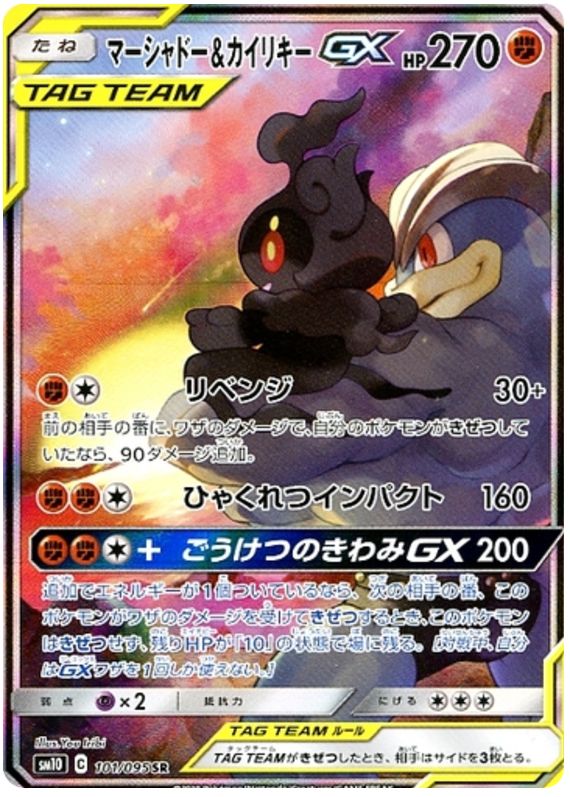 たね マーシャドー&カイリキーGX HP270
TAG TEAM
リベンジ 30+
前の相手の番に、ワザのダメージで、自分のポケモンがきぜつして
いたなら、90ダメージ追加。
ひゃくれつインパクト 160
+ ごうけつのきわみGX 200
追加でエネルギーが1個ついているなら、次の相手の番、この
ポケモンがワザのダメージを受けてきぜつするとき、このポケモン
はきぜつせず、残りHPが「10」の状態で場に残る。[対戦中、自分
はGXワザを1回しか使えない。]
弱点 ×2 抵抗力 にげる
TAG TEAM ルール
Illus. You Iribi
TAG TEAMがきぜつしたとき、相手はサイドを3枚とる。
sm10 C 101/095 SR